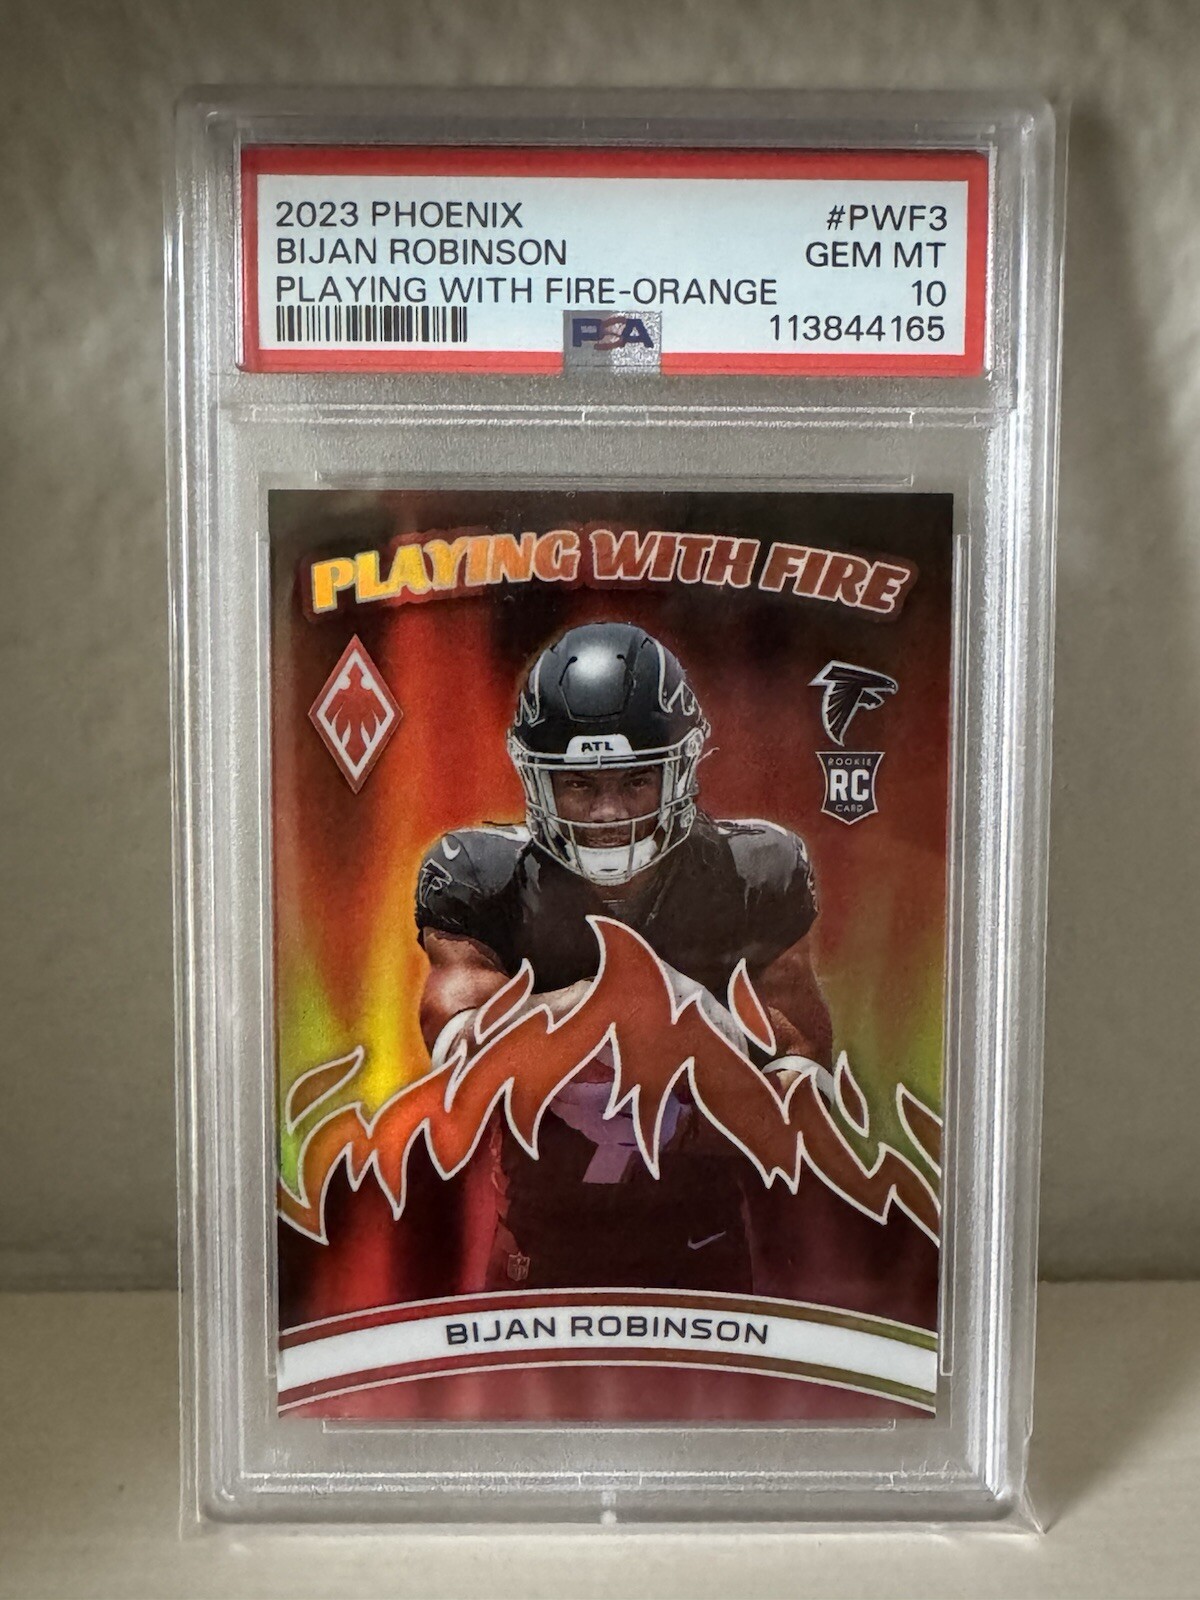 2023 PHOENIX #PWF3
BIJAN ROBINSON GEM MT
PLAYING WITH FIRE-ORANGE 10
PSA 113844165
PLAYING WITH FIRE
ATL
ROOKIE
RC
CARD
BIJAN ROBINSON